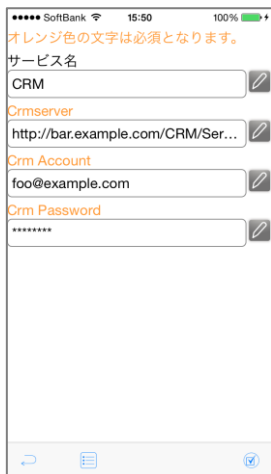 ●●●●● SoftBank 15:50 100%
オレンジ色の文字は必須となります。
サービス名
CRM
Crmserver
http://bar.example.com/CRM/Ser...
Crm Account
foo@example.com
Crm Password
********